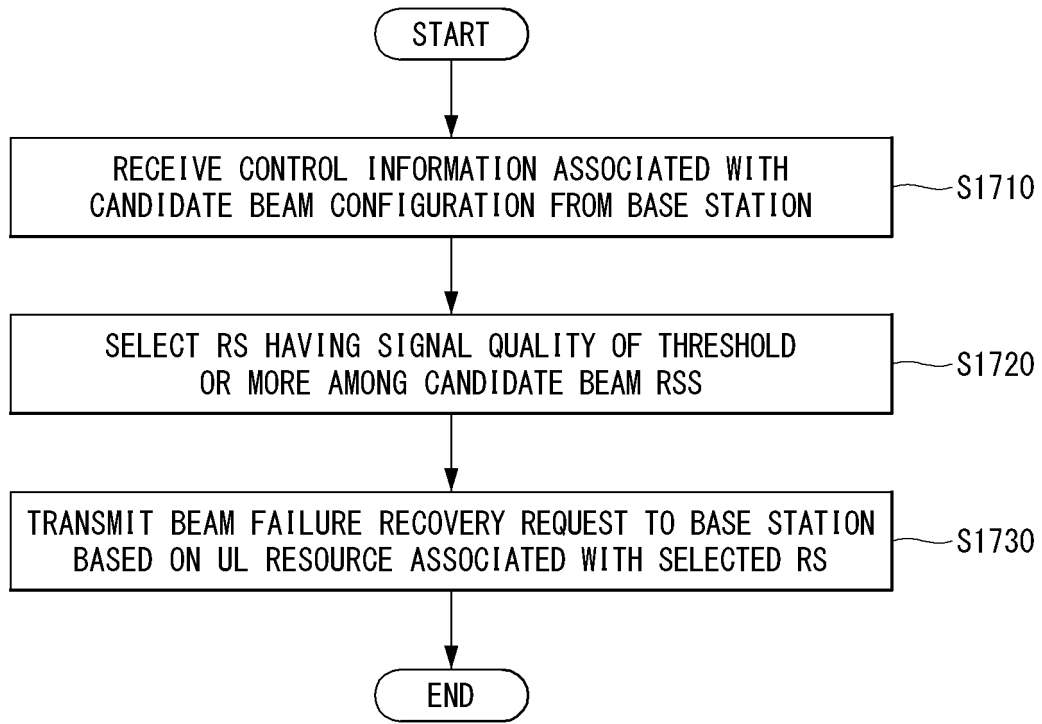 START
RECEIVE CONTROL INFORMATION ASSOCIATED WITH
CANDIDATE BEAM CONFIGURATION FROM BASE STATION
S1710
SELECT RS HAVING SIGNAL QUALITY OF THRESHOLD
OR MORE AMONG CANDIDATE BEAM RSS
S1720
TRANSMIT BEAM FAILURE RECOVERY REQUEST TO BASE STATION
BASED ON UL RESOURCE ASSOCIATED WITH SELECTED RS
S1730
END